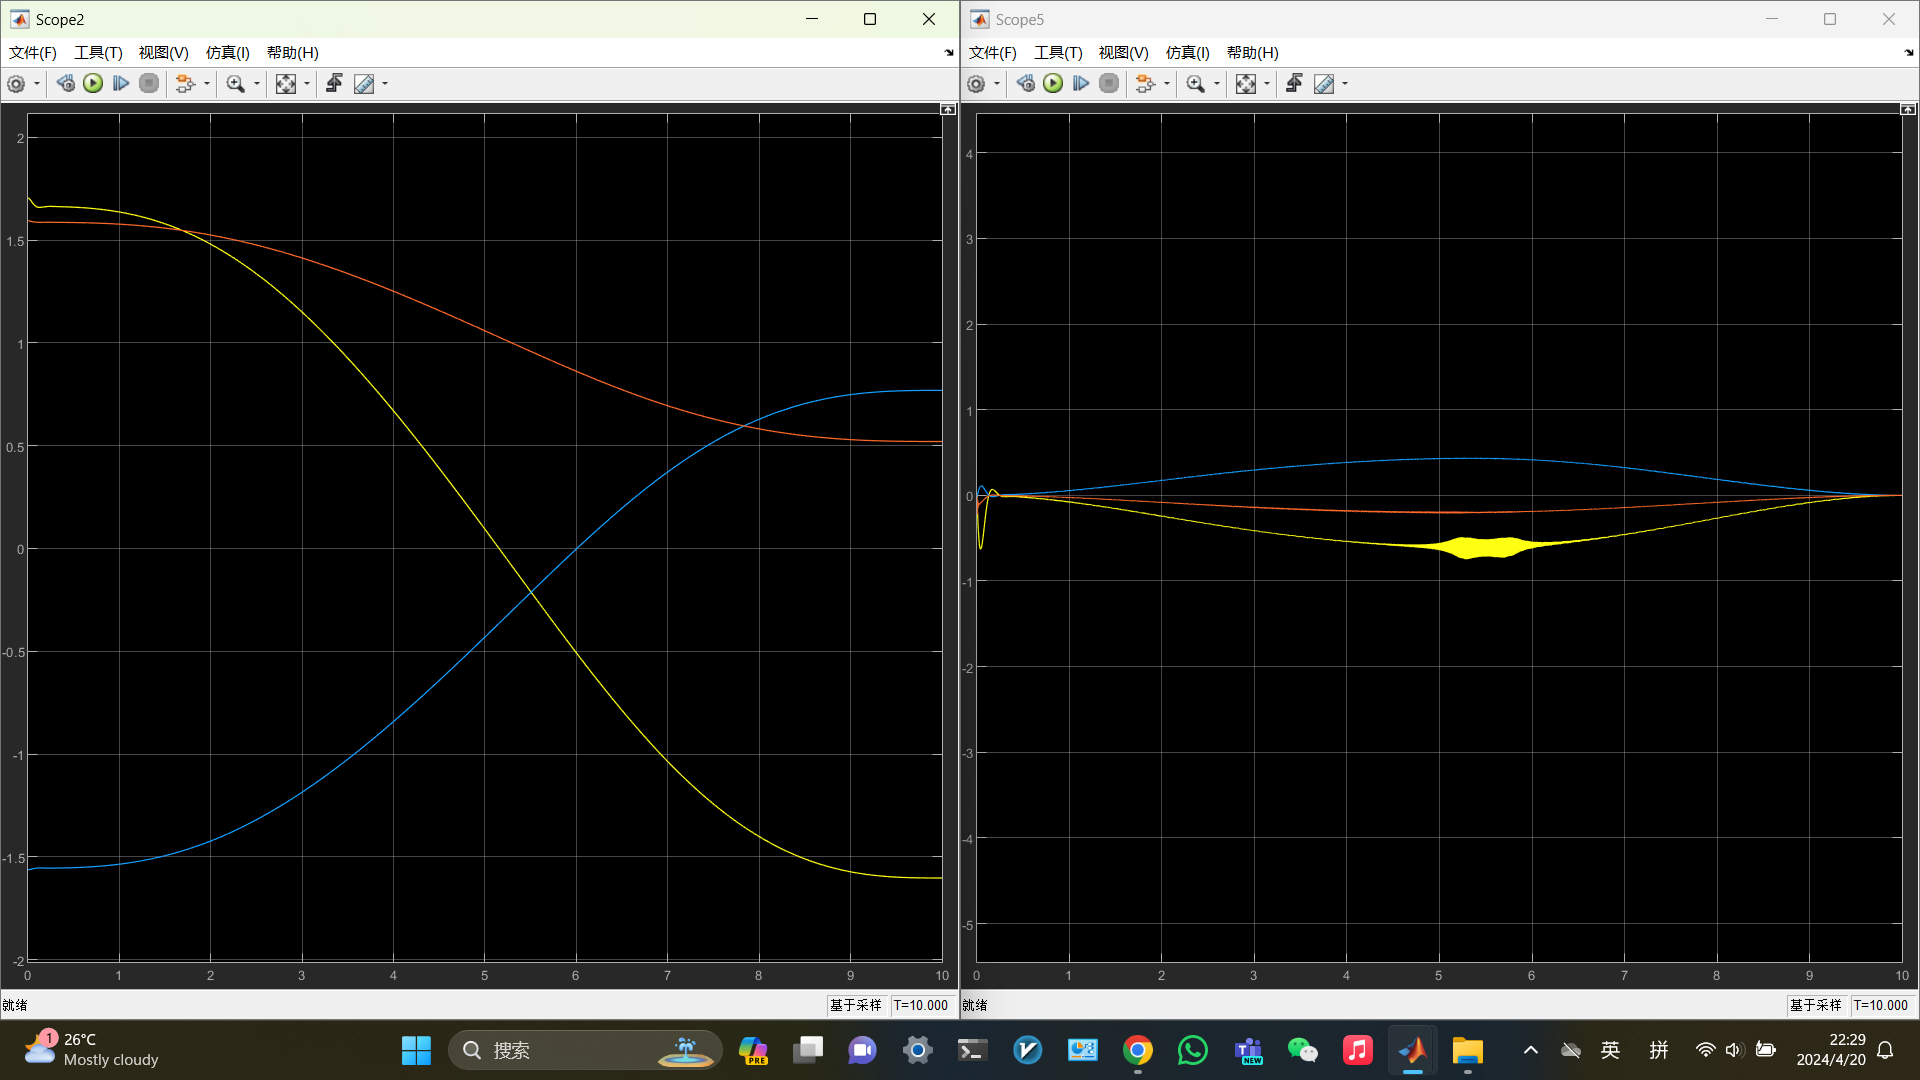 Scope2
文件(F) 工具(T) 视图(V) 仿真(I) 帮助(H)
2
1.5
1
0.5
0
-0.5
-1
-1.5
-2
0 1 2 3 4 5 6 7 8 9 10
就绪 基于采样 T=10.000
Scope5
文件(F) 工具(T) 视图(V) 仿真(I) 帮助(H)
4
3
2
1
0
-1
-2
-3
-4
-5
0 1 2 3 4 5 6 7 8 9 10
就绪 基于采样 T=10.000
1
26°C
Mostly cloudy
搜索
PRE
NEW
英 拼
22:29
2024/4/20